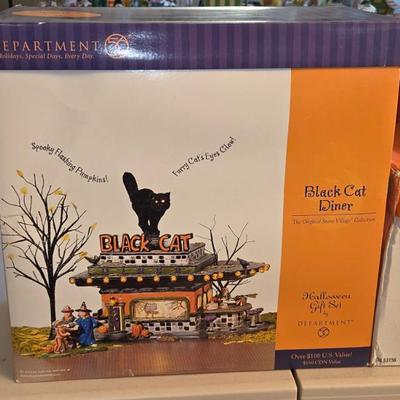 DEPARTMENT 56
Holidays, Special Days, Every Day.
Spooky Flashing Pumpkins!
Furry Cat's Eyes Glow!
BLACK CAT
Black Cat
Diner
The Original Snow Village® Collection
Halloween
Gift Set
by
DEPARTMENT 56
Over $100 U.S. Value!